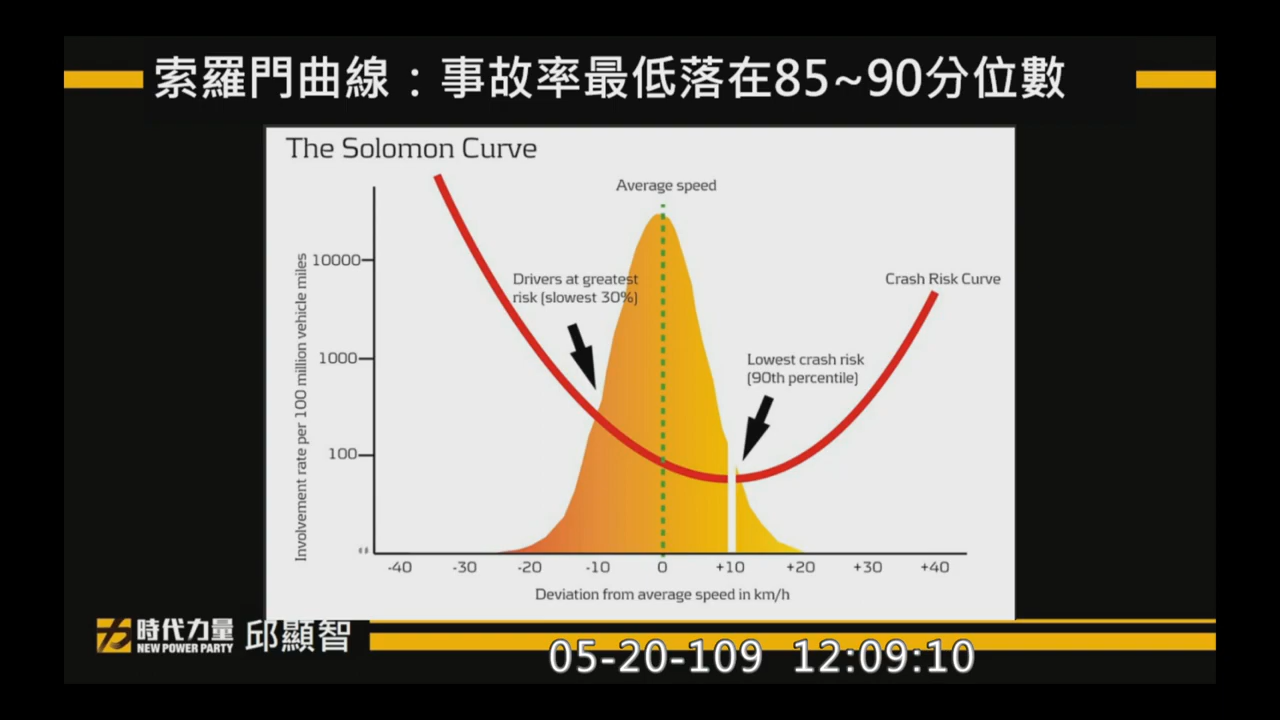 索羅門曲線：事故率最低落在85~90分位數
The Solomon Curve
Average speed
Drivers at greatest
risk (slowest 30%)
Crash Risk Curve
Lowest crash risk
(90th percentile)
Involvement rate per 100 million vehicle miles
10000
1000
100
-40 -30 -20 -10 0 +10 +20 +30 +40
Deviation from average speed in km/h
時代力量
NEW POWER PARTY
邱顯智
05-20-109 12:09:10